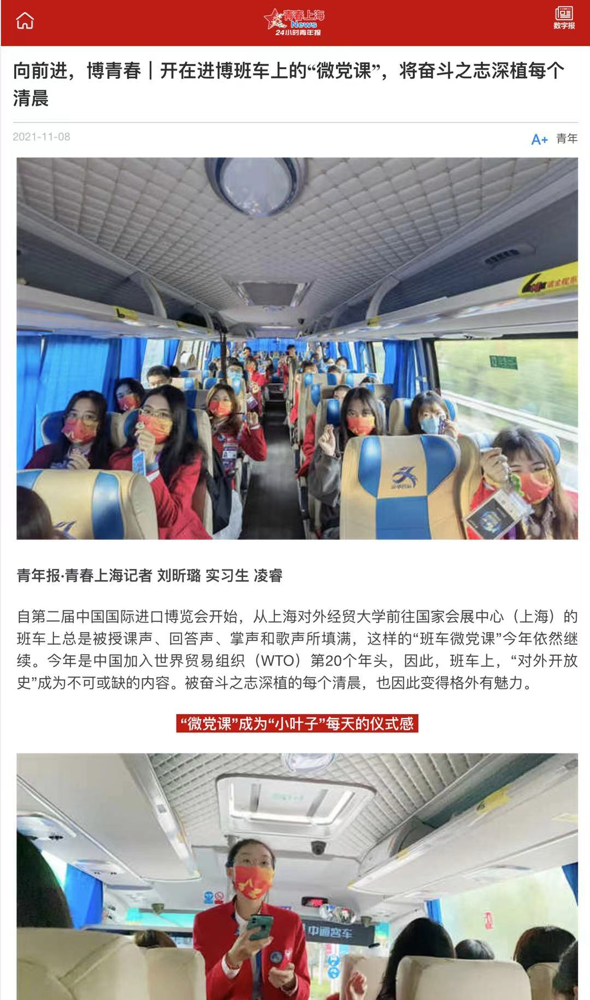 青春上海
News
24小时青年报
数字报
向前进，博青春｜开在进博班车上的“微党课”，将奋斗之志深植每个
清晨
2021-11-08
A+ 青年
青年报·青春上海记者 刘昕璐 实习生 凌睿
自第二届中国国际进口博览会开始，从上海对外经贸大学前往国家会展中心（上海）的
班车上总是被授课声、回答声、掌声和歌声所填满，这样的“班车微党课”今年依然继
续。今年是中国加入世界贸易组织（WTO）第20个年头，因此，班车上，“对外开放
史”成为不可或缺的内容。被奋斗之志深植的每个清晨，也因此变得格外有魅力。
“微党课”成为“小叶子”每天的仪式感
中通客车